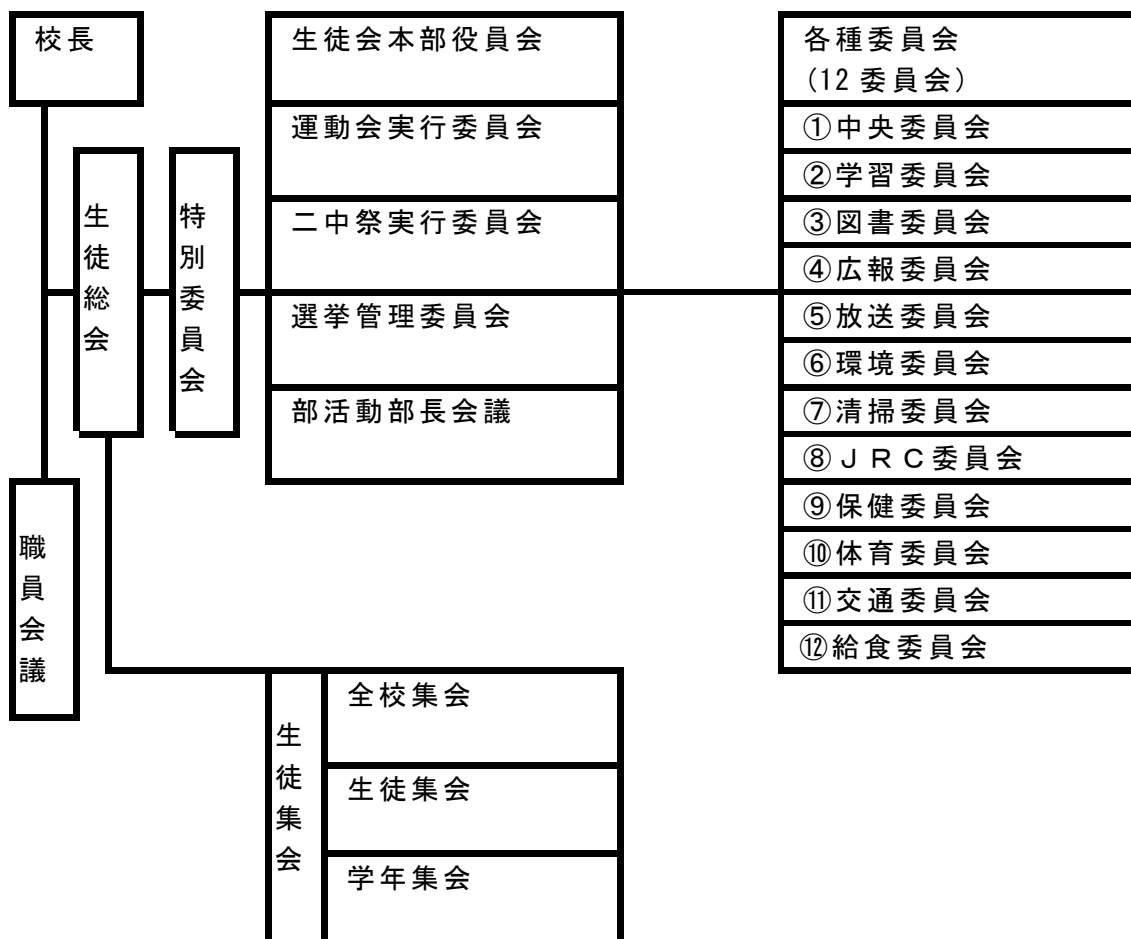 校長
職員会議
生徒総会
特別委員会
生徒会本部役員会
運動会実行委員会
二中祭実行委員会
選挙管理委員会
部活動部長会議
各種委員会
(12委員会)
①中央委員会
②学習委員会
③図書委員会
④広報委員会
⑤放送委員会
⑥環境委員会
⑦清掃委員会
⑧ＪＲＣ委員会
⑨保健委員会
⑩体育委員会
⑪交通委員会
⑫給食委員会
生徒集会
全校集会
生徒集会
学年集会